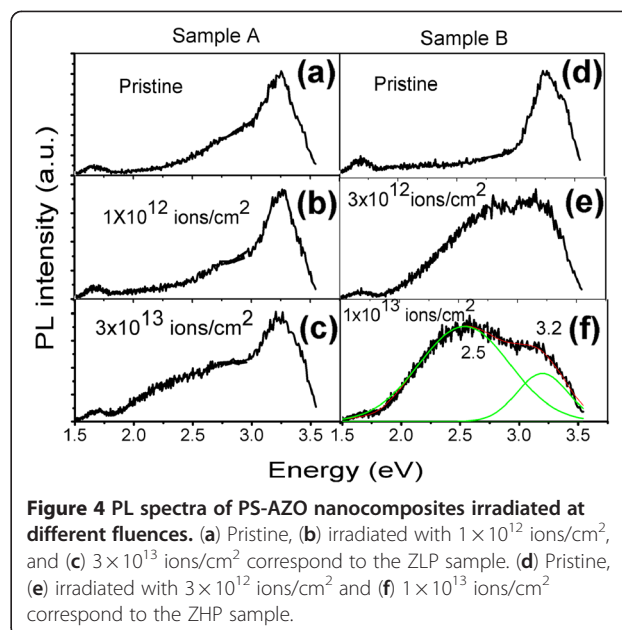 Sample A
Sample B
(a)
Pristine
(d)
Pristine
(b)
1X10¹² ions/cm²
(e)
3x10¹² ions/cm²
(c)
3x10¹³ ions/cm²
(f)
1x10¹³ ions/cm²
2.5
3.2
PL intensity (a.u.)
1.5 2.0 2.5 3.0 3.5 1.5 2.0 2.5 3.0 3.5
Energy (eV)
Figure 4 PL spectra of PS-AZO nanocomposites irradiated at
different fluences. (a) Pristine, (b) irradiated with 1 × 10¹² ions/cm²,
and (c) 3 × 10¹³ ions/cm² correspond to the ZLP sample. (d) Pristine,
(e) irradiated with 3 × 10¹² ions/cm² and (f) 1 × 10¹³ ions/cm²
correspond to the ZHP sample.